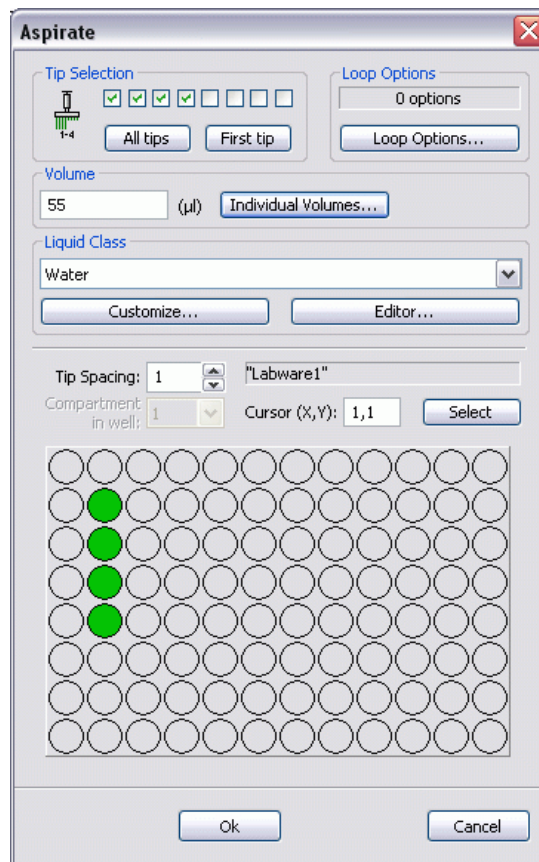 Aspirate
Tip Selection
1-4
All tips
First tip
Loop Options
0 options
Loop Options...
Volume
55
(µl)
Individual Volumes...
Liquid Class
Water
Customize...
Editor...
Tip Spacing:
1
"Labware1"
Compartment
in well:
1
Cursor (X,Y):
1,1
Select
Ok
Cancel